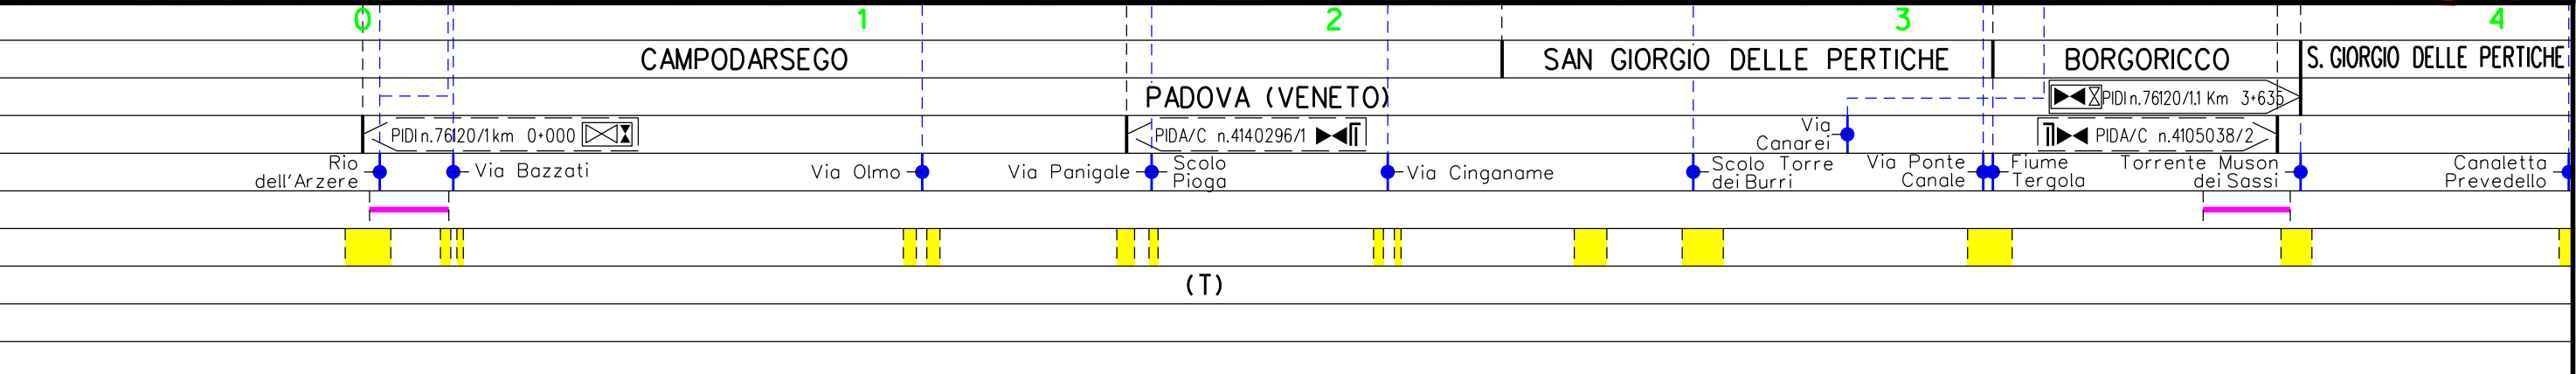 0 1 2 3 4
CAMPODARSEGO SAN GIORGIO DELLE PERTICHE BORGORICCO S. GIORGIO DELLE PERTICHE
PADOVA (VENETO) PIDI n.76120/1.1 Km 3+635
PIDI n.76120/1 km 0+000 PIDA/C n.4140296/1 Via Canarei PIDA/C n.4105038/2
Rio dell'Arzere
Via Bazzati
Via Olmo
Via Panigale
Scolo Pioga
Via Cinganame
Scolo Torre dei Burri
Via Ponte Canale
Fiume Tergola
Torrente Muson dei Sassi
Canaletta Prevedello
(T)